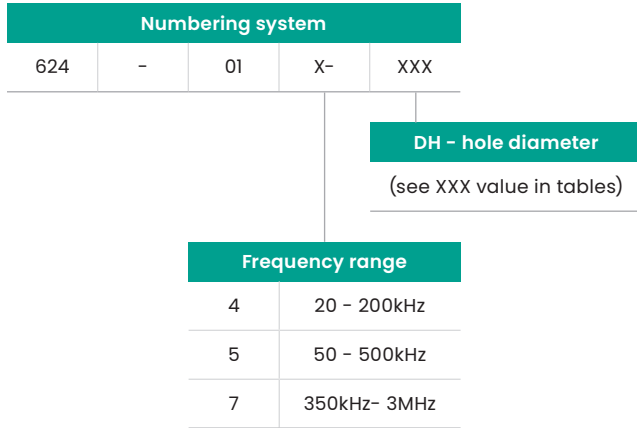 Numbering system
624 - 01 X- XXX
DH - hole diameter
(see XXX value in tables)
Frequency range
4 20 - 200kHz
5 50 - 500kHz
7 350kHz- 3MHz